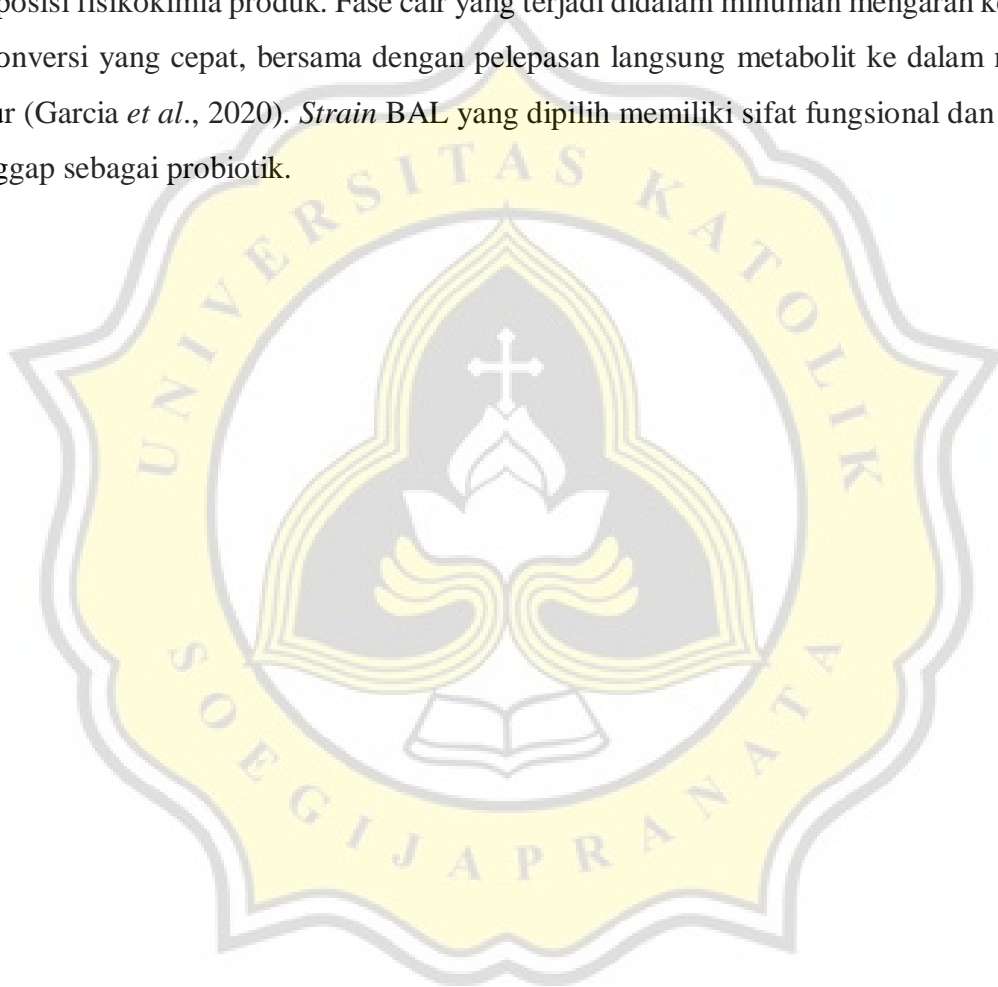 posisi fisikokimia produk. Fase cair yang terjadi didalam minuman mengarah
onversi yang cepat, bersama dengan pelepasan langsung metabolit ke dalam
(Garcia et al., 2020). Strain BAL yang dipilih memiliki sifat fungsional dan
ggap sebagai probiotik.
UNIVERSITAS KATOLIK
SOEGIJAPRANATA